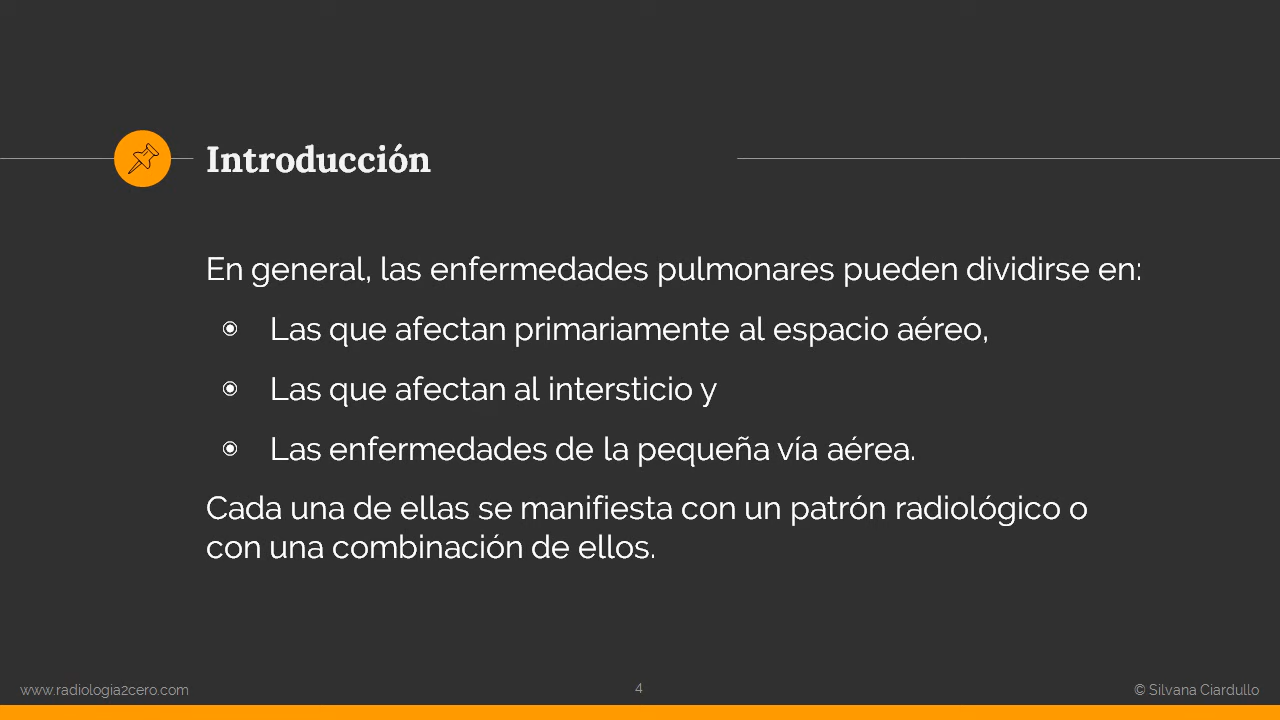 Introducción
En general, las enfermedades pulmonares pueden dividirse en:
Las que afectan primariamente al espacio aéreo,
Las que afectan al intersticio y
Las enfermedades de la pequeña vía aérea.
Cada una de ellas se manifiesta con un patrón radiológico o
con una combinación de ellos.
www.radiologia2cero.com
4
© Silvana Ciardullo